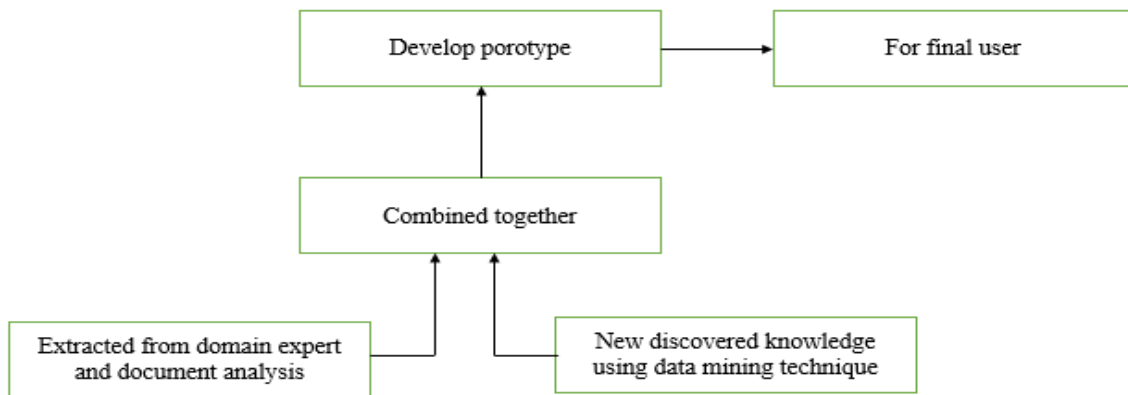 Develop porotype
For final user
Combined together
Extracted from domain expert
and document analysis
New discovered knowledge
using data mining technique